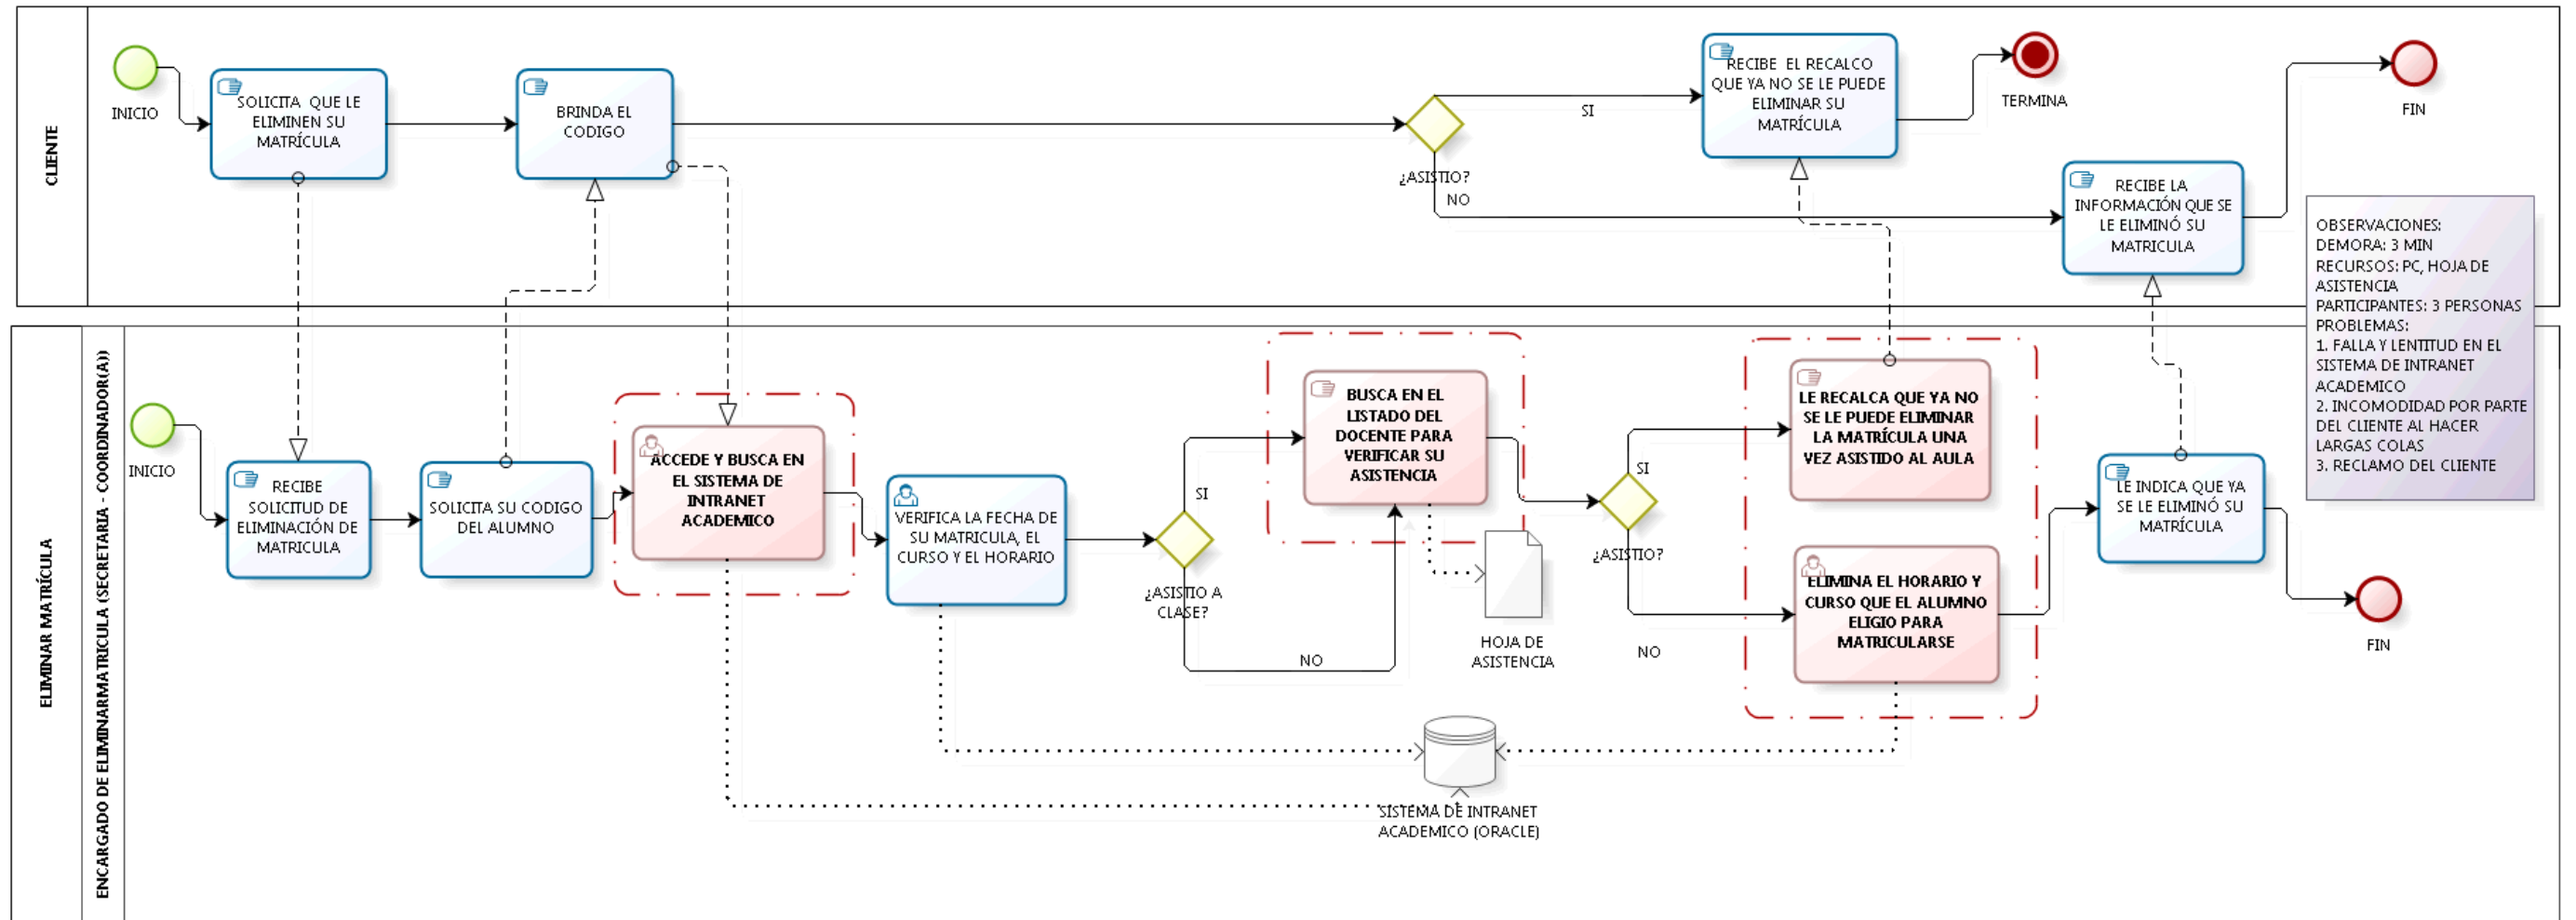 CLIENTE
INICIO
SOLICITA QUE LE
ELIMINEN SU
MATRÍCULA
BRINDA EL
CODIGO
¿ASISTIO?
SI
NO
RECIBE EL RECALCO
QUE YA NO SE LE PUEDE
ELIMINAR SU
MATRÍCULA
TERMINA
RECIBE LA
INFORMACIÓN QUE SE
LE ELIMINÓ SU
MATRICULA
FIN
OBSERVACIONES:
DEMORA: 3 MIN
RECURSOS: PC, HOJA DE
ASISTENCIA
PARTICIPANTES: 3 PERSONAS
PROBLEMAS:
1. FALLA Y LENTITUD EN EL
SISTEMA DE INTRANET
ACADEMICO
2. INCOMODIDAD POR PARTE
DEL CLIENTE AL HACER
LARGAS COLAS
3. RECLAMO DEL CLIENTE
ELIMINAR MATRÍCULA
ENCARGADO DE ELIMINARMATRICULA (SECRETARIA - COORDINADOR(A))
INICIO
RECIBE
SOLICITUD DE
ELIMINACIÓN DE
MATRICULA
SOLICITA SU CODIGO
DEL ALUMNO
ACCEDE Y BUSCA EN
EL SISTEMA DE
INTRANET
ACADEMICO
VERIFICA LA FECHA DE
SU MATRICULA, EL
CURSO Y EL HORARIO
¿ASISTIO A
CLASE?
SI
NO
BUSCA EN EL
LISTADO DEL
DOCENTE PARA
VERIFICAR SU
ASISTENCIA
HOJA DE
ASISTENCIA
¿ASISTIO?
SI
NO
LE RECALCA QUE YA NO
SE LE PUEDE ELIMINAR
LA MATRÍCULA UNA
VEZ ASISTIDO AL AULA
ELIMINA EL HORARIO Y
CURSO QUE EL ALUMNO
ELIGIO PARA
MATRICULARSE
LE INDICA QUE YA
SE LE ELIMINÓ SU
MATRÍCULA
FIN
SISTEMA DE INTRANET
ACADEMICO (ORACLE)